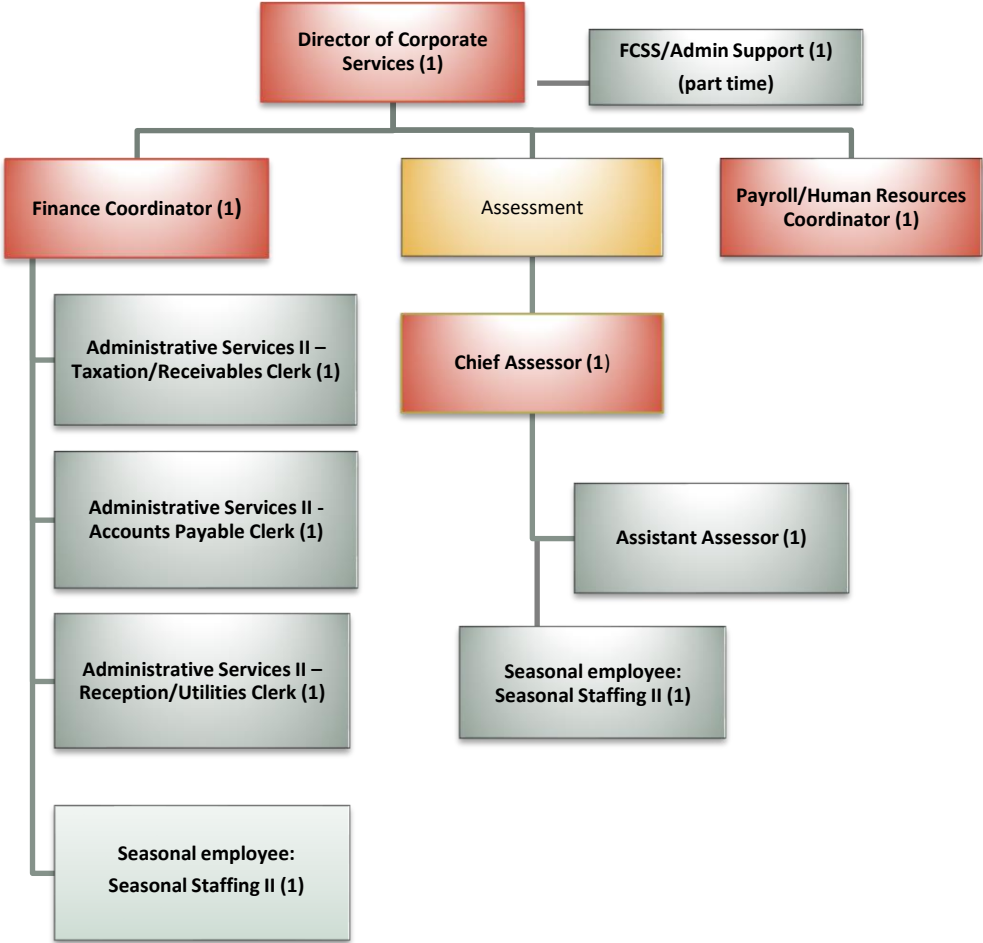 Director of Corporate
Services (1)
FCSS/Admin Support (1)
(part time)
Finance Coordinator (1)
Assessment
Payroll/Human Resources
Coordinator (1)
Administrative Services II –
Taxation/Receivables Clerk (1)
Chief Assessor (1)
Administrative Services II -
Accounts Payable Clerk (1)
Assistant Assessor (1)
Administrative Services II –
Reception/Utilities Clerk (1)
Seasonal employee:
Seasonal Staffing II (1)
Seasonal employee:
Seasonal Staffing II (1)